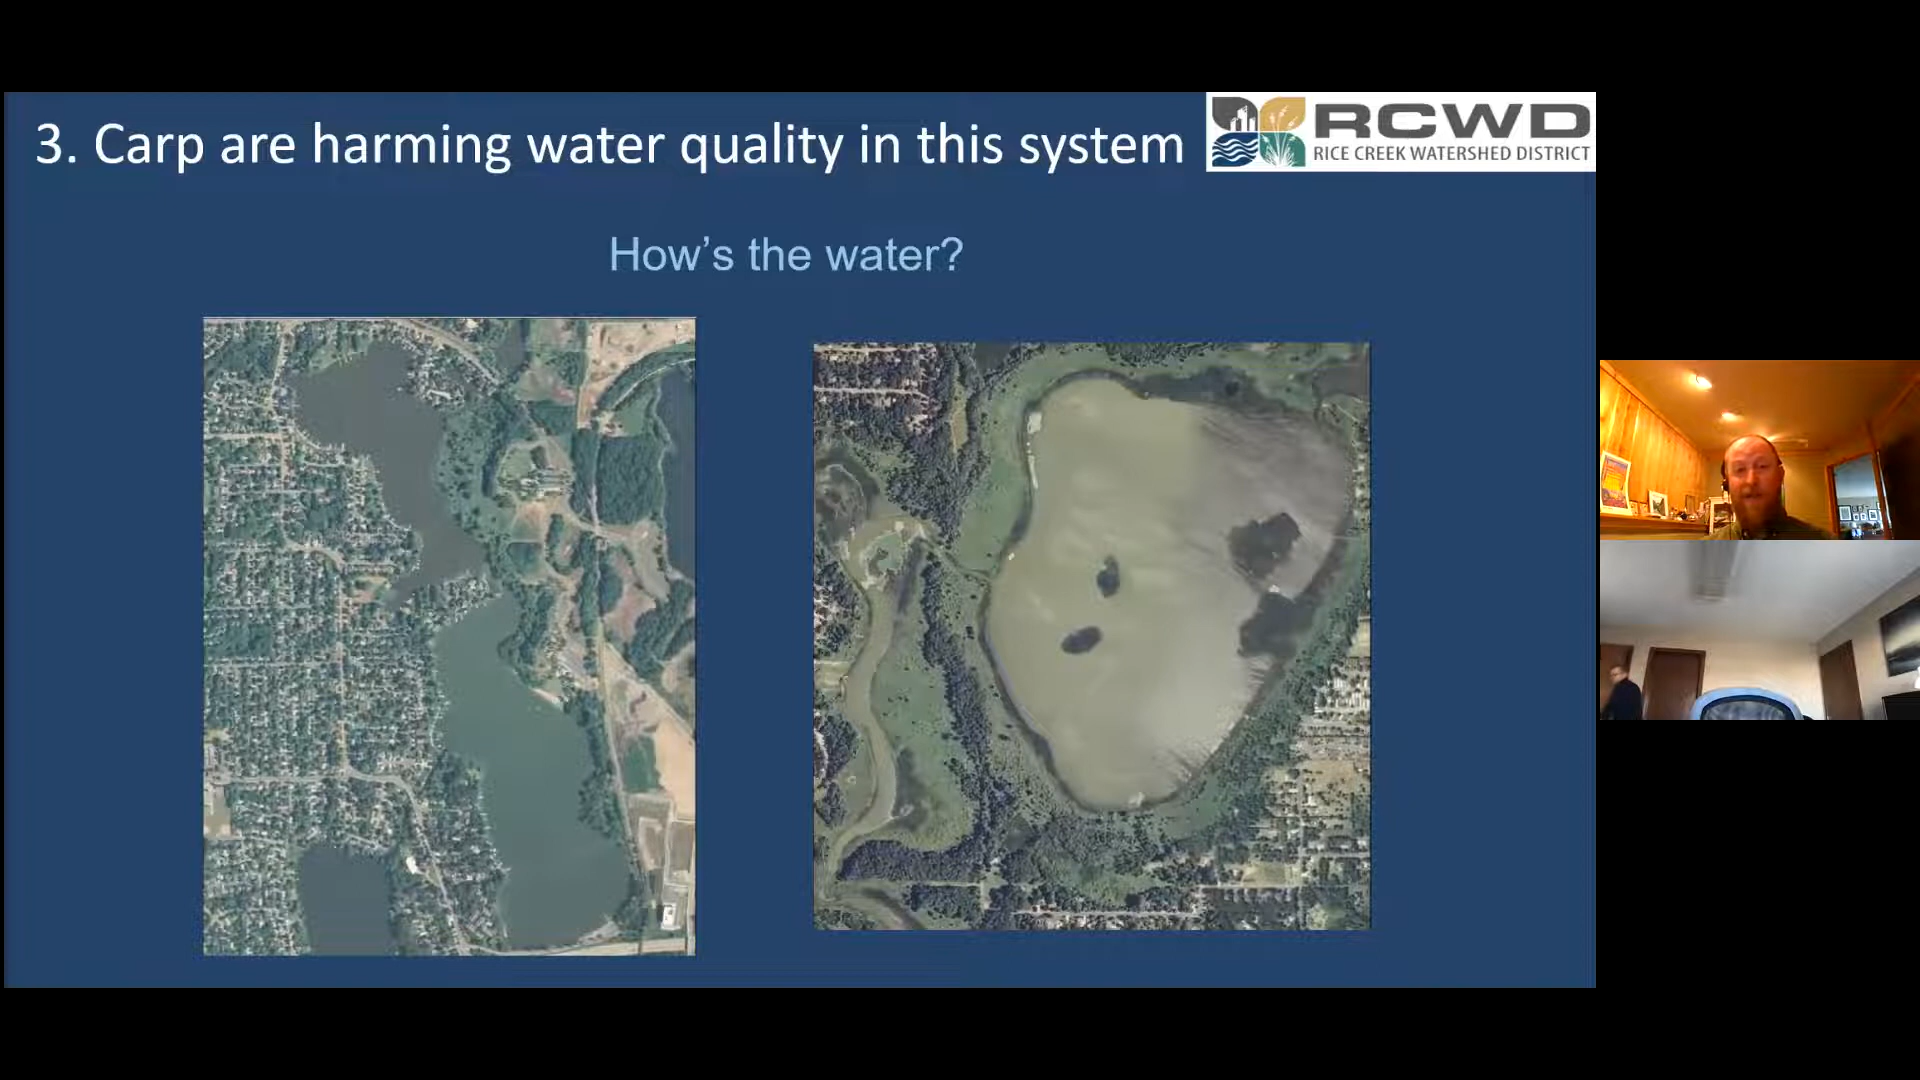 3. Carp are harming water quality in this system
RCWD
RICE CREEK WATERSHED DISTRICT
How's the water?